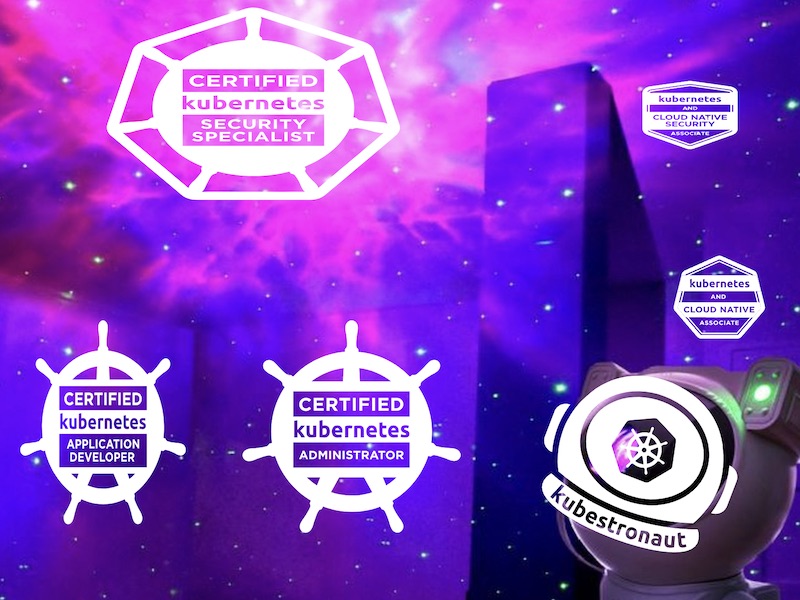 CERTIFIED
kubernetes
SECURITY
SPECIALIST
kubernetes
AND
CLOUD NATIVE
SECURITY
ASSOCIATE
kubernetes
AND
CLOUD NATIVE
ASSOCIATE
CERTIFIED
kubernetes
APPLICATION
DEVELOPER
CERTIFIED
kubernetes
ADMINISTRATOR
kubestronaut